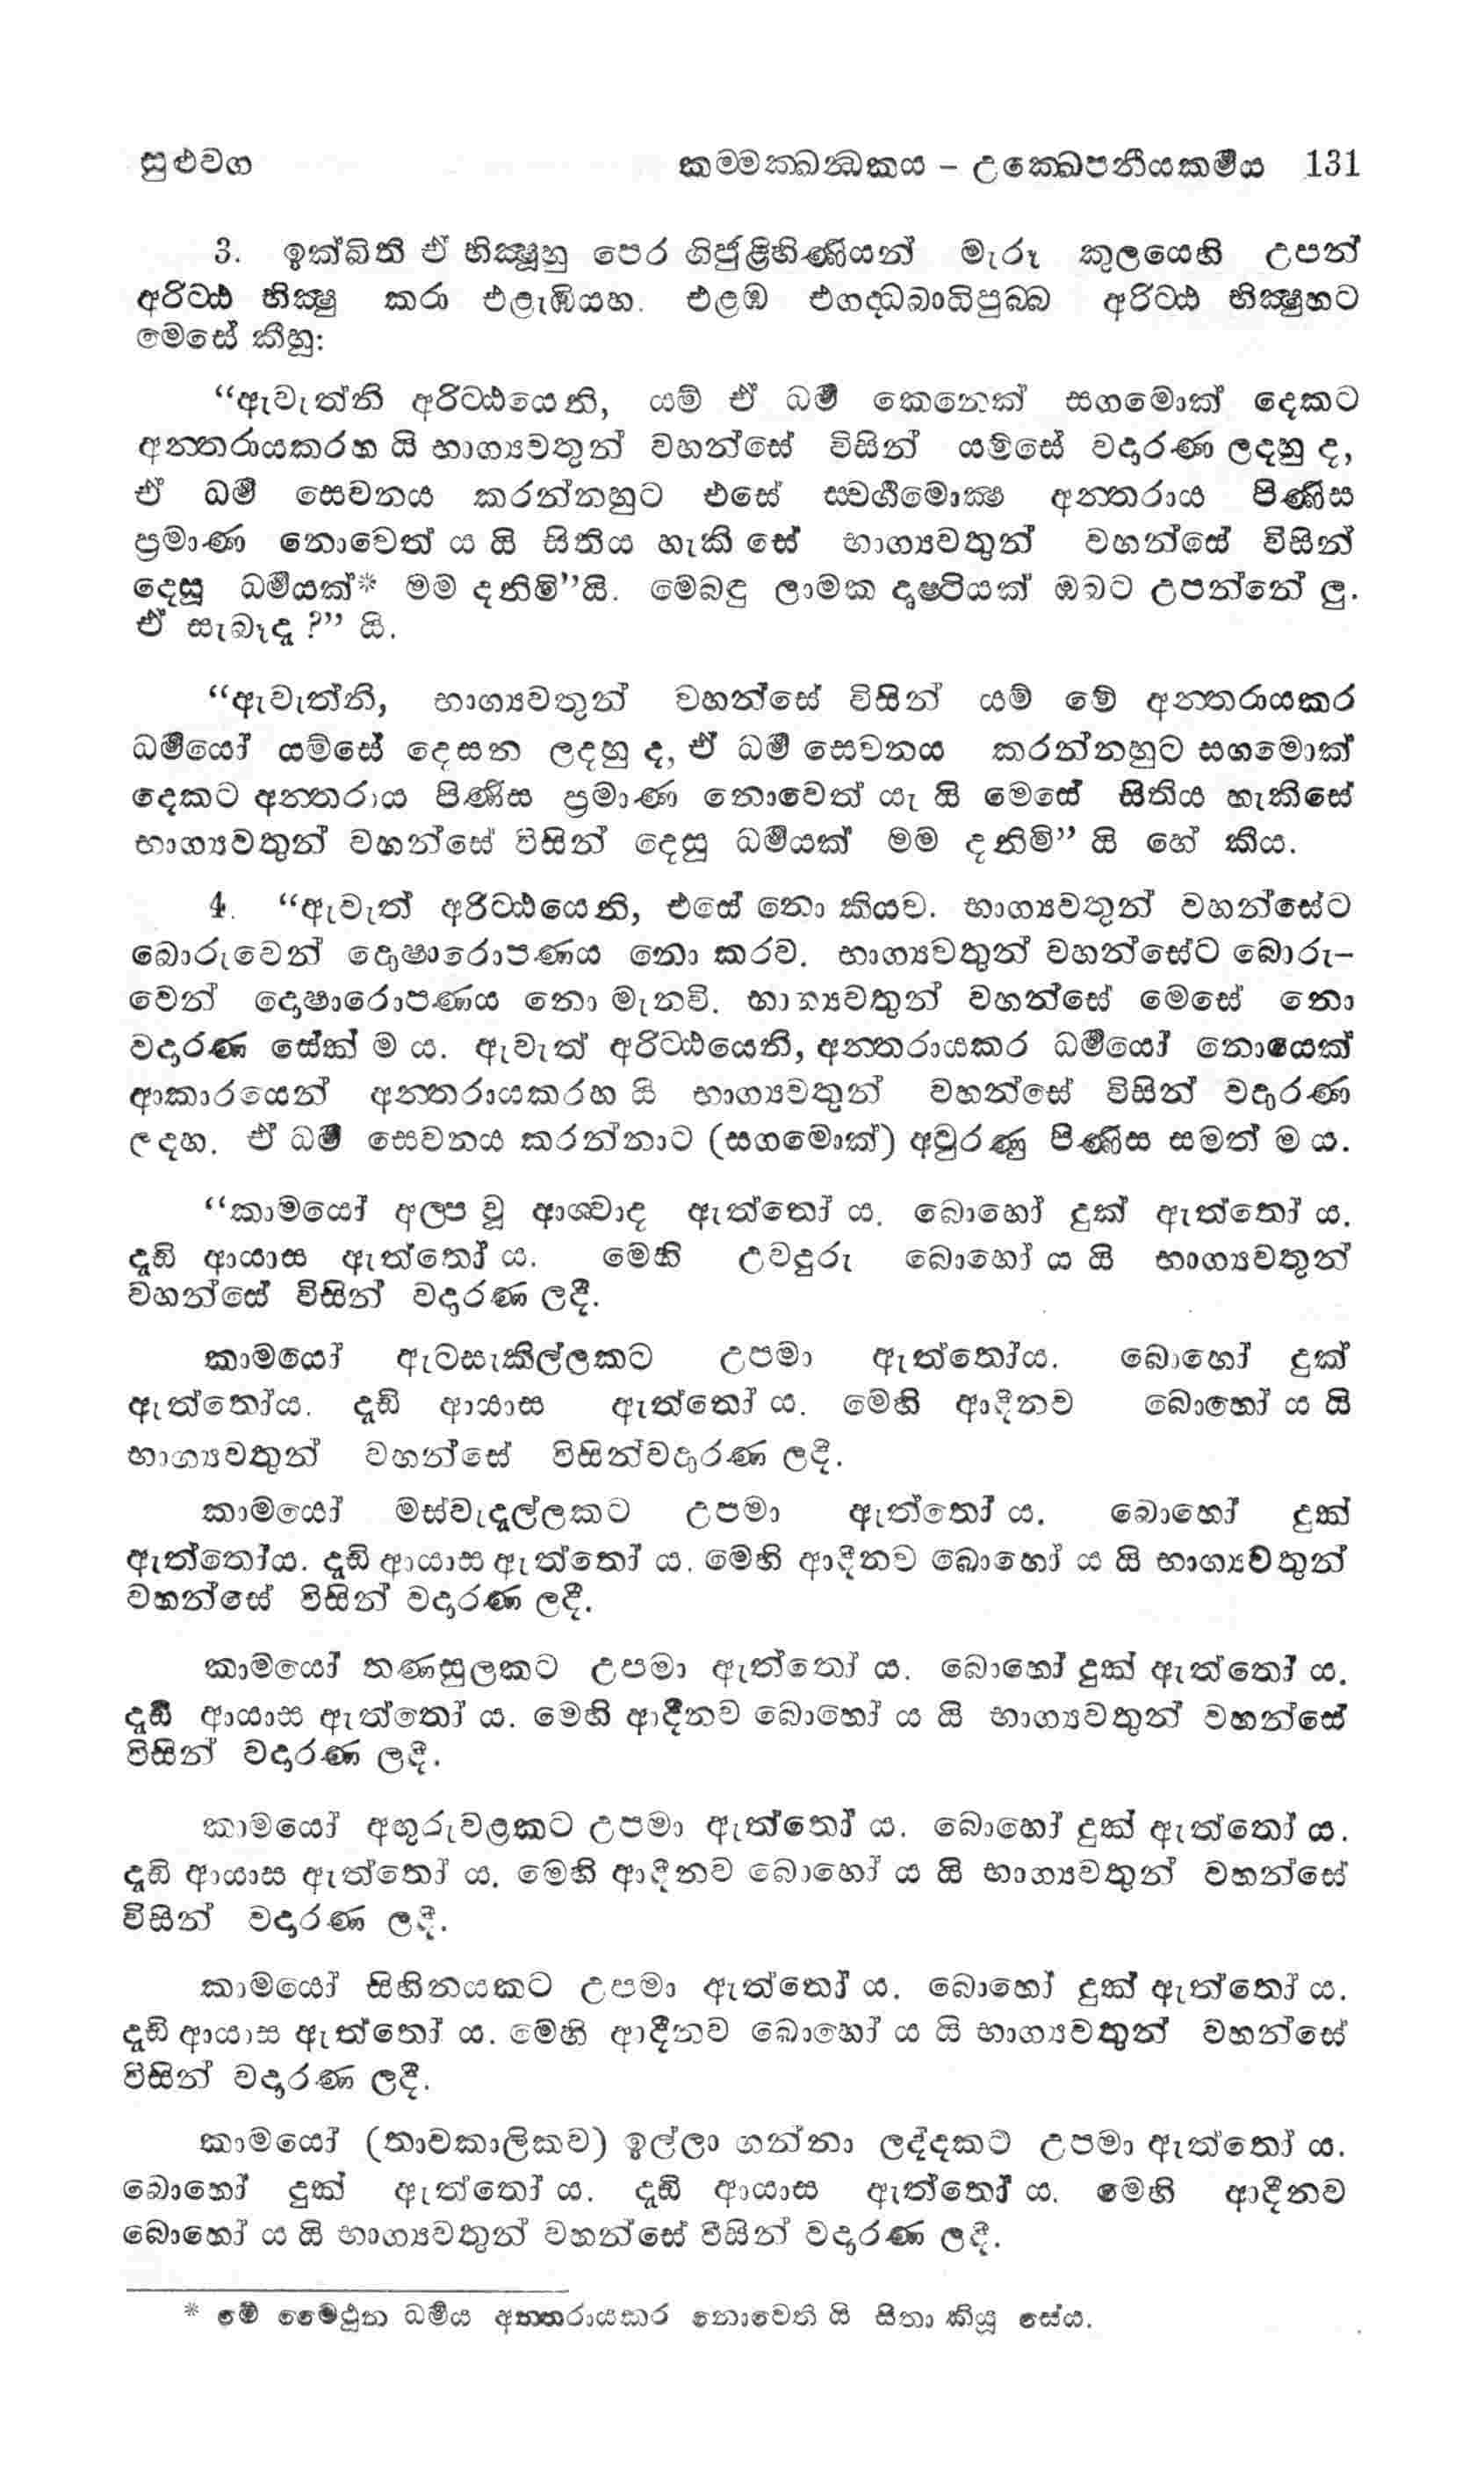 සුළුවග කම්මක්ඛන්ධකය – උක්ඛෙපනීයකර්‍මය 131
3. ඉක්බිති ඒ භික්‍ෂූහු පෙර ගිජුළිහිණියන් මැරූ කුලයෙහි උපන්
අරිට්ඨ භික්‍ෂු කරා එළැඹියහ. එළඹ එගද්ධබාධිපුබ්බ අරිට්ඨ භික්‍ෂුහට
මෙසේ කීහු:
“ඇවැත්නි අරිට්ඨයෙනි, යම් ඒ ධර්‍ම කෙනෙක් සගමොක් දෙකට
අන්තරායකරහ යි භාග්‍යවතුන් වහන්සේ විසින් යම්සේ වදාරණ ලදහු ද,
ඒ ධර්‍ම සෙවනය කරන්නහුට එසේ ස්වර්‍ගමොක්‍ෂ අන්තරාය පිණිස
ප්‍රමාණ නොවෙත් ය යි සිතිය හැකි සේ භාග්‍යවතුන් වහන්සේ විසින්
දෙසූ ධර්‍මයක්* මම දනිමි”යි. මෙබඳු ලාමක දෘෂ්ටියක් ඔබට උපන්නේ ලු.
ඒ සැබෑදැ ?” යි.
“ඇවැත්නි, භාග්‍යවතුන් වහන්සේ විසින් යම් මේ අන්තරායකර
ධර්‍මයෝ යම්සේ දෙසන ලදහු ද, ඒ ධර්‍ම සෙවනය කරන්නහුට සගමොක්
දෙකට අන්තරාය පිණිස ප්‍රමාණ නොවෙත් යැ යි මෙසේ සිතිය හැකිසේ
භාග්‍යවතුන් වහන්සේ විසින් දෙසූ ධර්‍මයක් මම දනිමි” යි හේ කීය.
4. “ඇවැත් අරිට්ඨයෙනි, එසේ නො කියව. භාග්‍යවතුන් වහන්සේට
බොරුවෙන් දොෂාරොපණය නො කරව. භාග්‍යවතුන් වහන්සේට බොරු–
වෙන් දොෂාරොපණය නො මැනවි. භාග්‍යවතුන් වහන්සේ මෙසේ නො
වදාරණ සේක් ම ය. ඇවැත් අරිට්ඨයෙනි, අන්තරායකර ධර්‍මයෝ නොයෙක්
ආකාරයෙන් අන්තරායකරහ යි භාග්‍යවතුන් වහන්සේ විසින් වදාරණ
ලදහ. ඒ ධර්‍ම සෙවනය කරන්නාට (සගමොක්) අවුරණු පිණිස සමත් ම ය.
“කාමයෝ අල්ප වූ ආශ්වාද ඇත්තෝ ය. බොහෝ දුක් ඇත්තෝ ය.
දැඩි ආයාස ඇත්තෝ ය. මෙහි උවදුරු බොහෝ ය යි භාග්‍යවතුන්
වහන්සේ විසින් වදාරණ ලදී.
කාමයෝ ඇටසැකිල්ලකට උපමා ඇත්තෝය. බොහෝ දුක්
ඇත්තෝය. දැඩි ආයාස ඇත්තෝ ය. මෙහි ආදීනව බොහෝ ය යි
භාග්‍යවතුන් වහන්සේ විසින්වදාරණ ලදී.
කාමයෝ මස්වැදැල්ලකට උපමා ඇත්තෝ ය. බොහෝ දුක්
ඇත්තෝය. දැඩි ආයාස ඇත්තෝ ය. මෙහි ආදීනව බොහෝ ය යි භාග්‍යවතුන්
වහන්සේ විසින් වදාරණ ලදී.
කාමයෝ තණසුලකට උපමා ඇත්තෝ ය. බොහෝ දුක් ඇත්තෝ ය.
දැඩි ආයාස ඇත්තෝ ය. මෙහි ආදීනව බොහෝ ය යි භාග්‍යවතුන් වහන්සේ
විසින් වදාරණ ලදී.
කාමයෝ අඟුරුවළකට උපමා ඇත්තෝ ය. බොහෝ දුක් ඇත්තෝ ය.
දැඩි ආයාස ඇත්තෝ ය. මෙහි ආදීනව බොහෝ ය යි භාග්‍යවතුන් වහන්සේ
විසින් වදාරණ ලදී.
කාමයෝ සිහිනයකට උපමා ඇත්තෝ ය. බොහෝ දුක් ඇත්තෝ ය.
දැඩි ආයාස ඇත්තෝ ය. මෙහි ආදීනව බොහෝ ය යි භාග්‍යවතුන් වහන්සේ
විසින් වදාරණ ලදී.
කාමයෝ (තාවකාලිකව) ඉල්ලා ගන්නා ලද්දකට උපමා ඇත්තෝ ය.
බොහෝ දුක් ඇත්තෝ ය. දැඩි ආයාස ඇත්තෝ ය. මෙහි ආදීනව
බොහෝ ය යි භාග්‍යවතුන් වහන්සේ විසින් වදාරණ ලදී.
* මේ මෛථුන ධර්‍මය අන්තරායකර නොවෙති යි සිතා කියූ සේය.